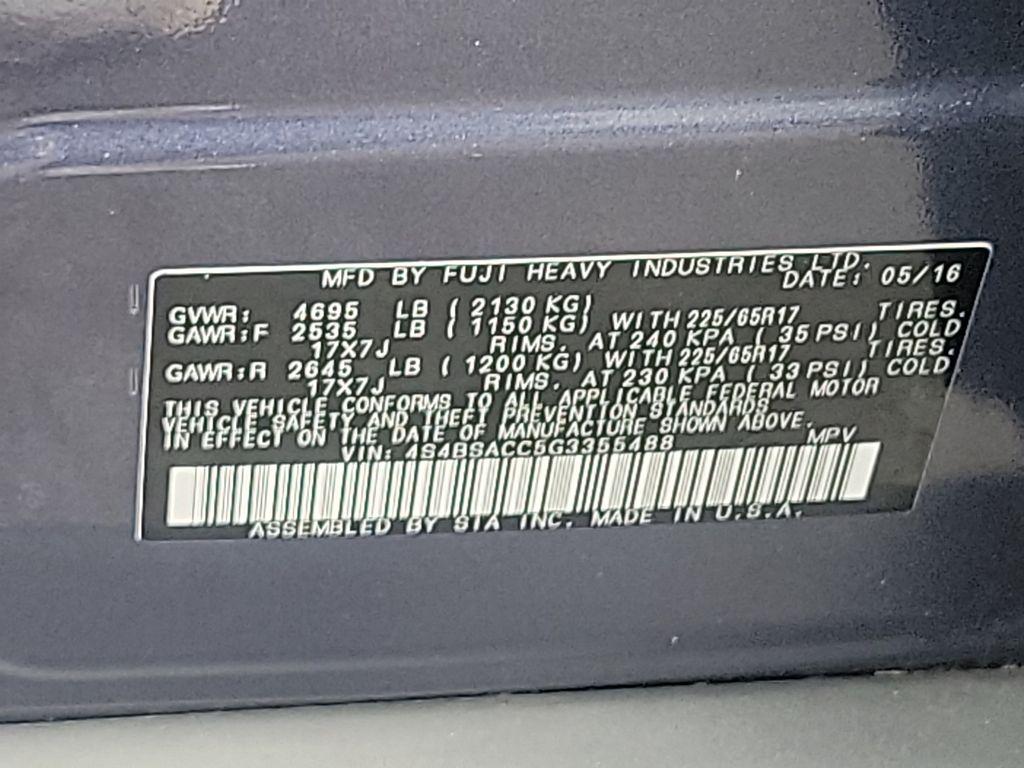 MFD BY FUJI HEAVY INDUSTRIES LTD.
DATE: 05/16
GVWR: 4695 LB ( 2130 KG)
GAWR:F 2535 LB ( 1150 KG) WITH 225/65R17 TIRES.
17X7J RIMS. AT 240 KPA ( 35 PSI) COLD
GAWR:R 2645 LB ( 1200 KG) WITH 225/65R17 TIRES.
17X7J RIMS. AT 230 KPA ( 33 PSI) COLD
THIS VEHICLE CONFORMS TO ALL APPLICABLE FEDERAL MOTOR
VEHICLE SAFETY AND THEFT PREVENTION STANDARDS
IN EFFECT ON THE DATE OF MANUFACTURE SHOWN ABOVE.
VIN: 4S4BSACC5G3355488 MPV
ASSEMBLED BY SIA INC. MADE IN U.S.A.